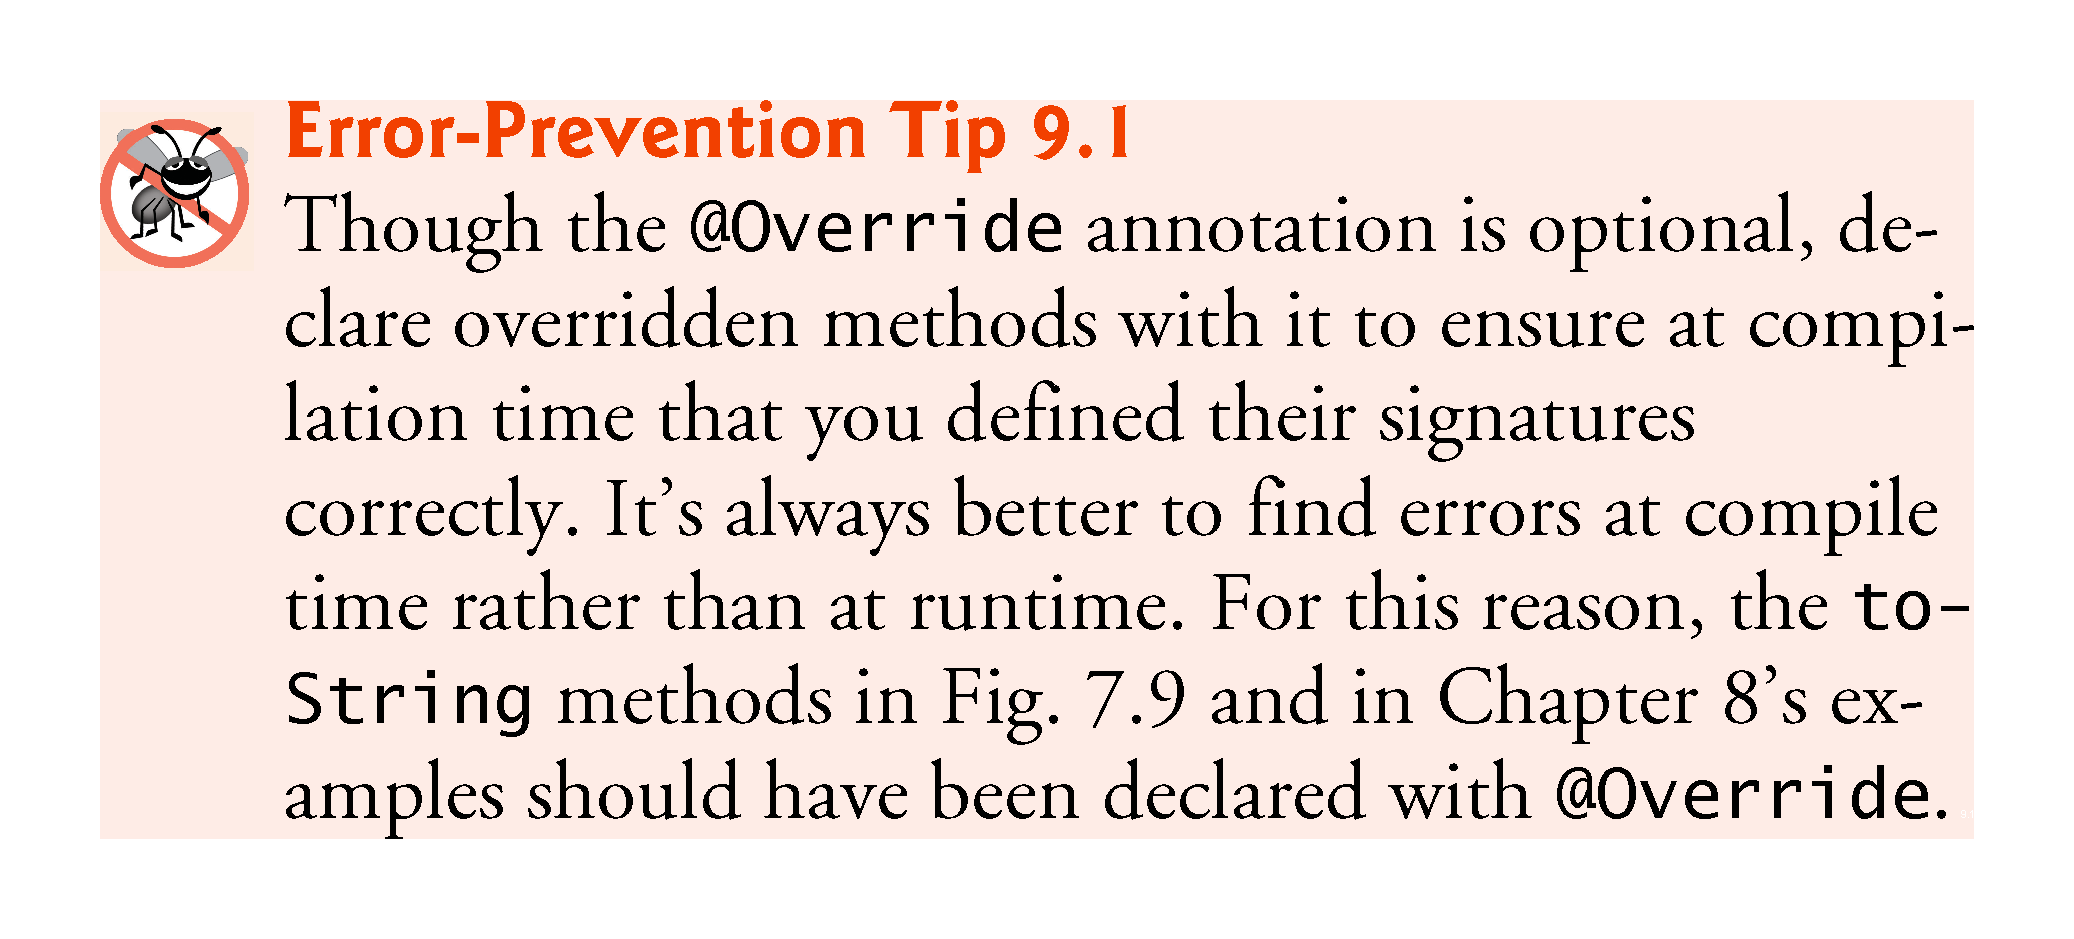 Error-Prevention Tip 9.1
Though the @Override annotation is optional, de-
clare overridden methods with it to ensure at compi-
lation time that you defined their signatures
correctly. It’s always better to find errors at compile
time rather than at runtime. For this reason, the to-
String methods in Fig. 7.9 and in Chapter 8’s ex-
amples should have been declared with @Override.